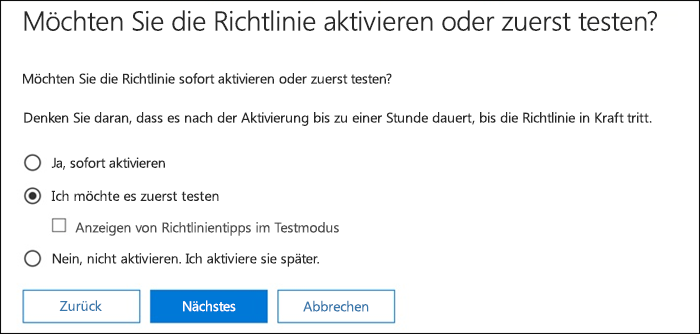 Möchten Sie die Richtlinie aktivieren oder zuerst testen?
Möchten Sie die Richtlinie sofort aktivieren oder zuerst testen?
Denken Sie daran, dass es nach der Aktivierung bis zu einer Stunde dauert, bis die Richtlinie in Kraft tritt.
Ja, sofort aktivieren
Ich möchte es zuerst testen
Anzeigen von Richtlinientipps im Testmodus
Nein, nicht aktivieren. Ich aktiviere sie später.
Zurück Nächstes Abbrechen